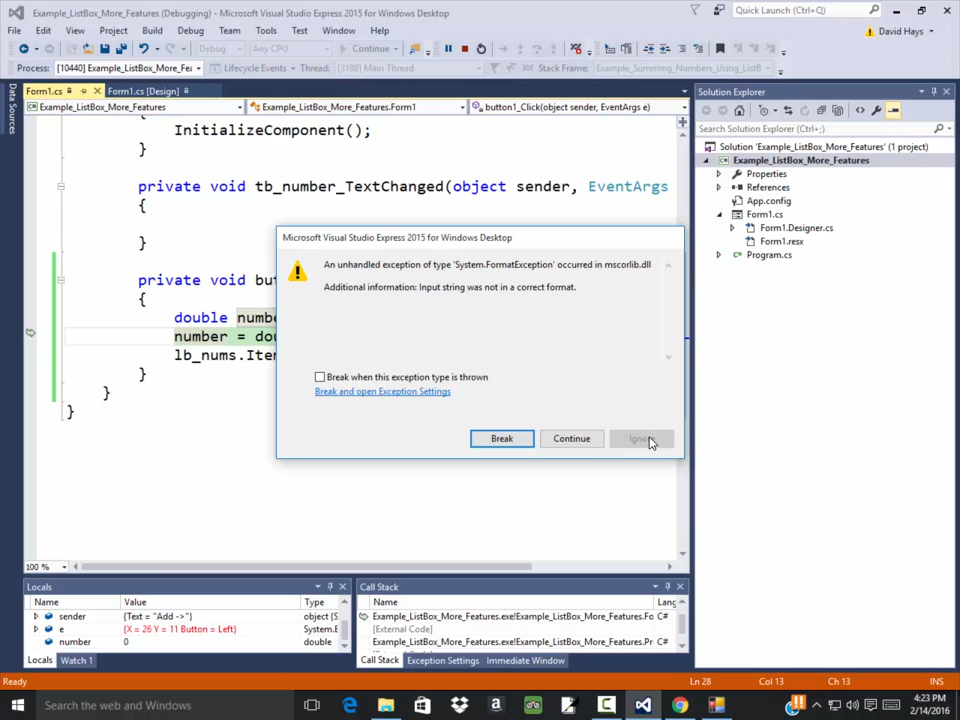 Example_ListBox_More_Features (Debugging) - Microsoft Visual Studio Express 2015 for Windows Desktop
Quick Launch (Ctrl+Q)
File Edit View Project Build Debug Team Tools Test Window Help
David Hays
Debug Any CPU Continue
Process: [10440] Example_ListBox_More_Fea Lifecycle Events Thread: [3188] Main Thread Stack Frame: Example_Summing_Numbers_Using_ListB
Data Sources
Form1.cs Form1.cs [Design]
Example_ListBox_More_Features Example_ListBox_More_Features.Form1 button1_Click(object sender, EventArgs e)
InitializeComponent();
}
private void tb_number_TextChanged(object sender, EventArgs
{
}
private void but
{
double numbe
number = dou
lb_nums.Iten
}
}
}
Microsoft Visual Studio Express 2015 for Windows Desktop
An unhandled exception of type 'System.FormatException' occurred in mscorlib.dll
Additional information: Input string was not in a correct format.
Break when this exception type is thrown
Break and open Exception Settings
Break Continue
Solution Explorer
Search Solution Explorer (Ctrl+;)
Solution 'Example_ListBox_More_Features' (1 project)
Example_ListBox_More_Features
Properties
References
App.config
Form1.cs
Form1.Designer.cs
Form1.resx
Program.cs
100 %
Locals
Name Value Type
sender {Text = "Add ->"} object {S
e {X = 26 Y = 11 Button = Left} System.E
number 0 double
Locals Watch 1
Call Stack
Name Lang
Example_ListBox_More_Features.exe!Example_ListBox_More_Features.Fo C#
[External Code]
Example_ListBox_More_Features.exe!Example_ListBox_More_Features.Pr C#
Call Stack Exception Settings Immediate Window
Ready Ln 28 Col 13 Ch 13 INS
Search the web and Windows
4:23 PM
2/14/2016